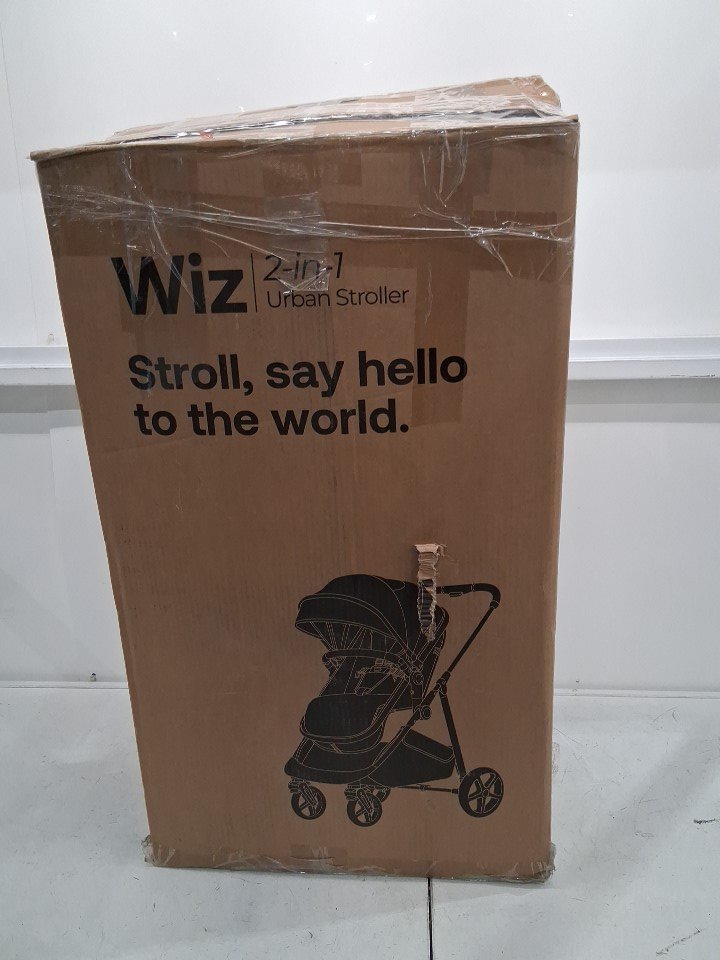 Wiz 2-in-1
Urban Stroller
Stroll, say hello
to the world.